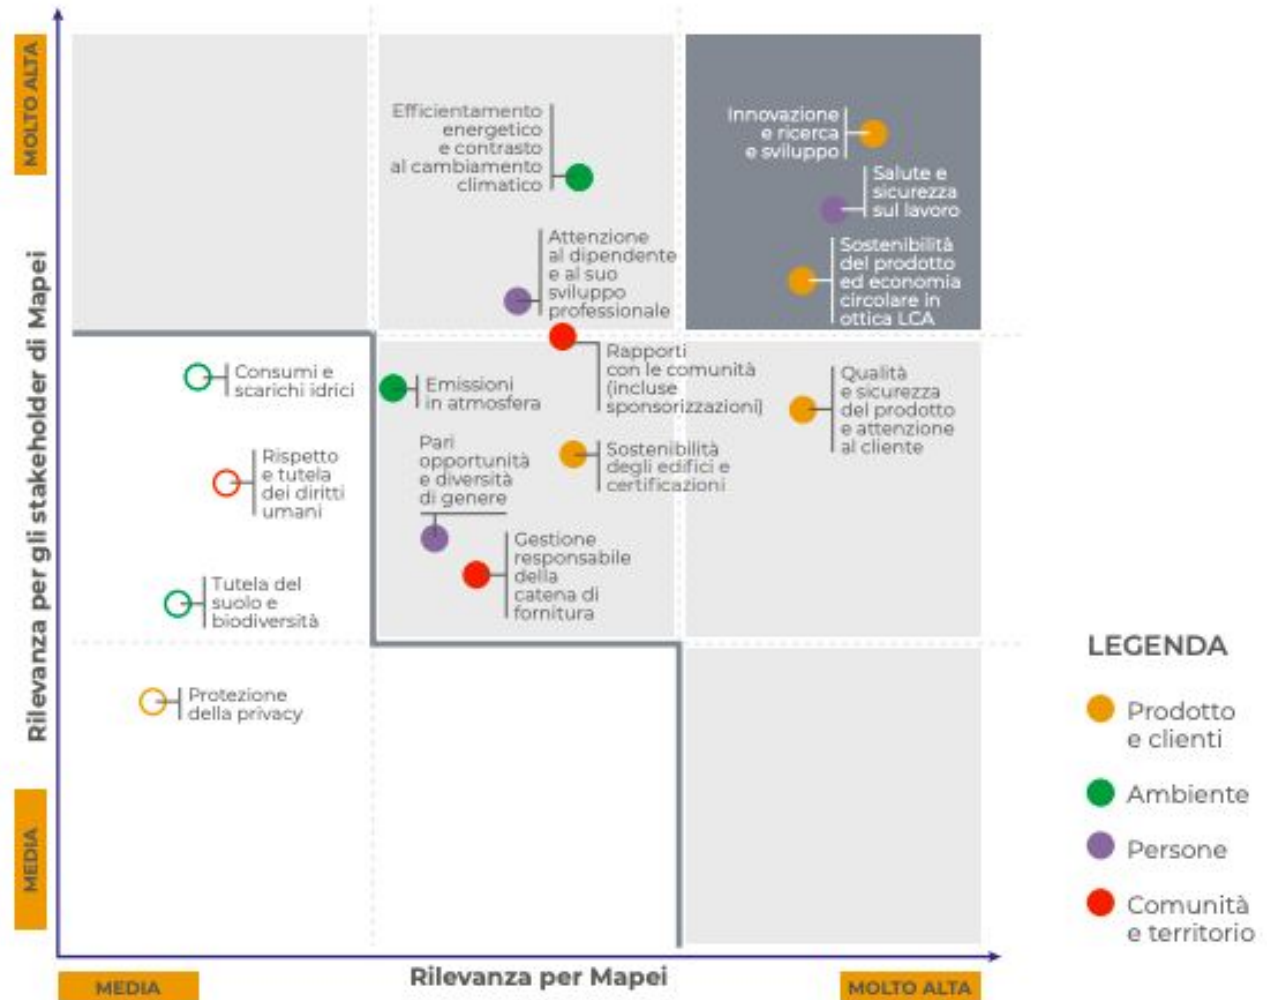 MOLTO ALTA
Rilevanza per gli stakeholder di Mapei
MEDIA
Efficientamento
energetico
e contrasto
al cambiamento
climatico
Innovazione
e ricerca
e sviluppo
Salute e
sicurezza
sul lavoro
Attenzione
al dipendente
e al suo
sviluppo
professionale
Sostenibilità
del prodotto
ed economia
circolare in
ottica LCA
Consumi e
scarichi idrici
Emissioni
in atmosfera
Rapporti
con le comunità
(incluse
sponsorizzazioni)
Qualità
e sicurezza
del prodotto
e attenzione
al cliente
Rispetto
e tutela
dei diritti
umani
Pari
opportunità
e diversità
di genere
Sostenibilità
degli edifici e
certificazioni
Gestione
responsabile
della
catena di
fornitura
Tutela del
suolo e
biodiversità
Protezione
della privacy
LEGENDA
Prodotto
e clienti
Ambiente
Persone
Comunità
e territorio
MEDIA
Rilevanza per Mapei
MOLTO ALTA